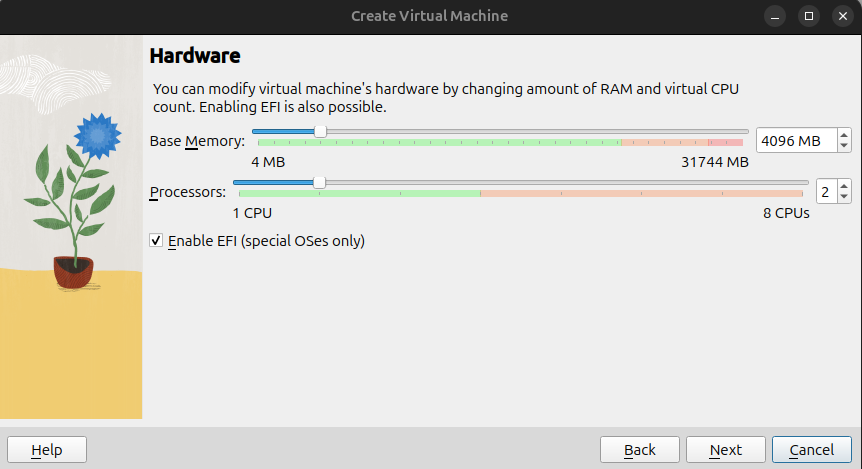 Create Virtual Machine
Hardware
You can modify virtual machine's hardware by changing amount of RAM and virtual CPU
count. Enabling EFI is also possible.
Base Memory: 4096 MB
4 MB 31744 MB
Processors: 2
1 CPU 8 CPUs
Enable EFI (special OSes only)
Help Back Next Cancel